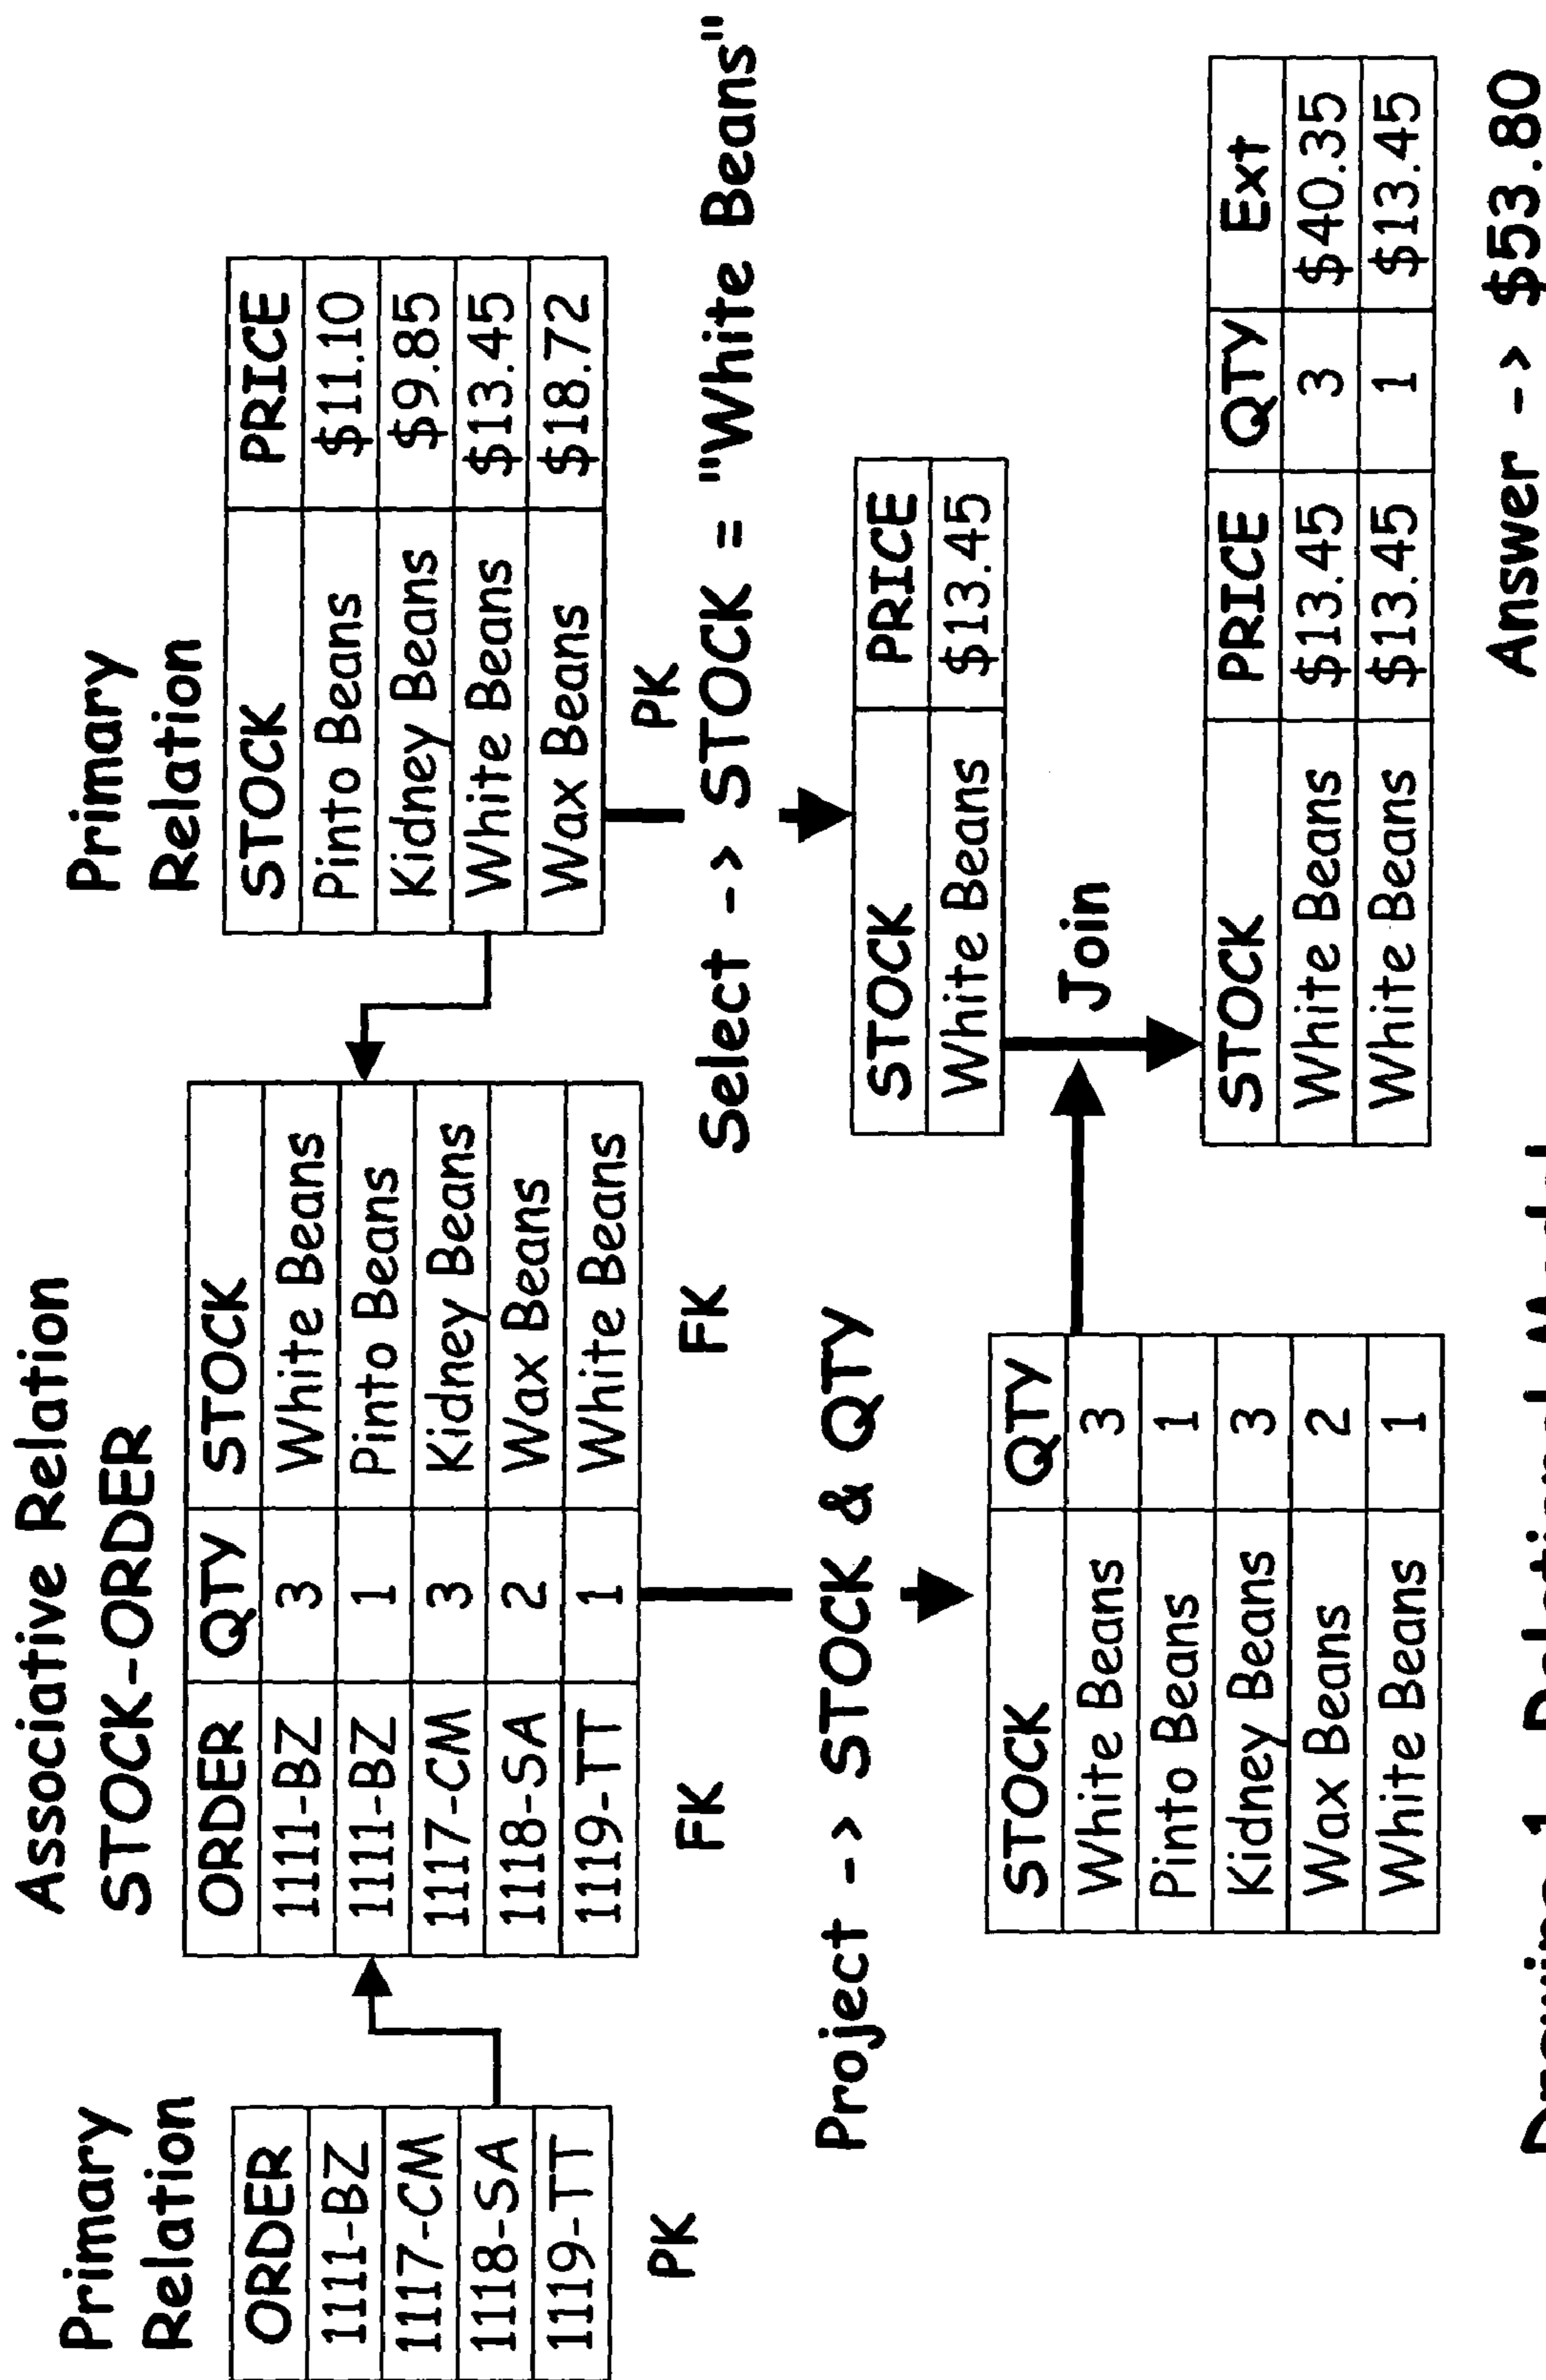 Associative Relation
STOCK-ORDER
Primary
Relation
ORDER
1111-BZ
1117-CM
1118-SA
1119-TT
PK
ORDER QTY STOCK
1111-BZ 3 White Beans
1111-BZ 1 Pinto Beans
1117-CM 3 Kidney Beans
1118-SA 2 Wax Beans
1119-TT 1 White Beans
FK FK
Primary
Relation
STOCK PRICE
Pinto Beans $11.10
Kidney Beans $9.85
White Beans $13.45
Wax Beans $18.72
PK
Select -> STOCK = "White Beans"
Project -> STOCK & QTY
STOCK PRICE
White Beans $13.45
Join
STOCK QTY
White Beans 3
Pinto Beans 1
Kidney Beans 3
Wax Beans 2
White Beans 1
STOCK PRICE QTY Ext
White Beans $13.45 3 $40.35
White Beans $13.45 1 $13.45
Answer -> $53.80
Drawing 1 Relational Model